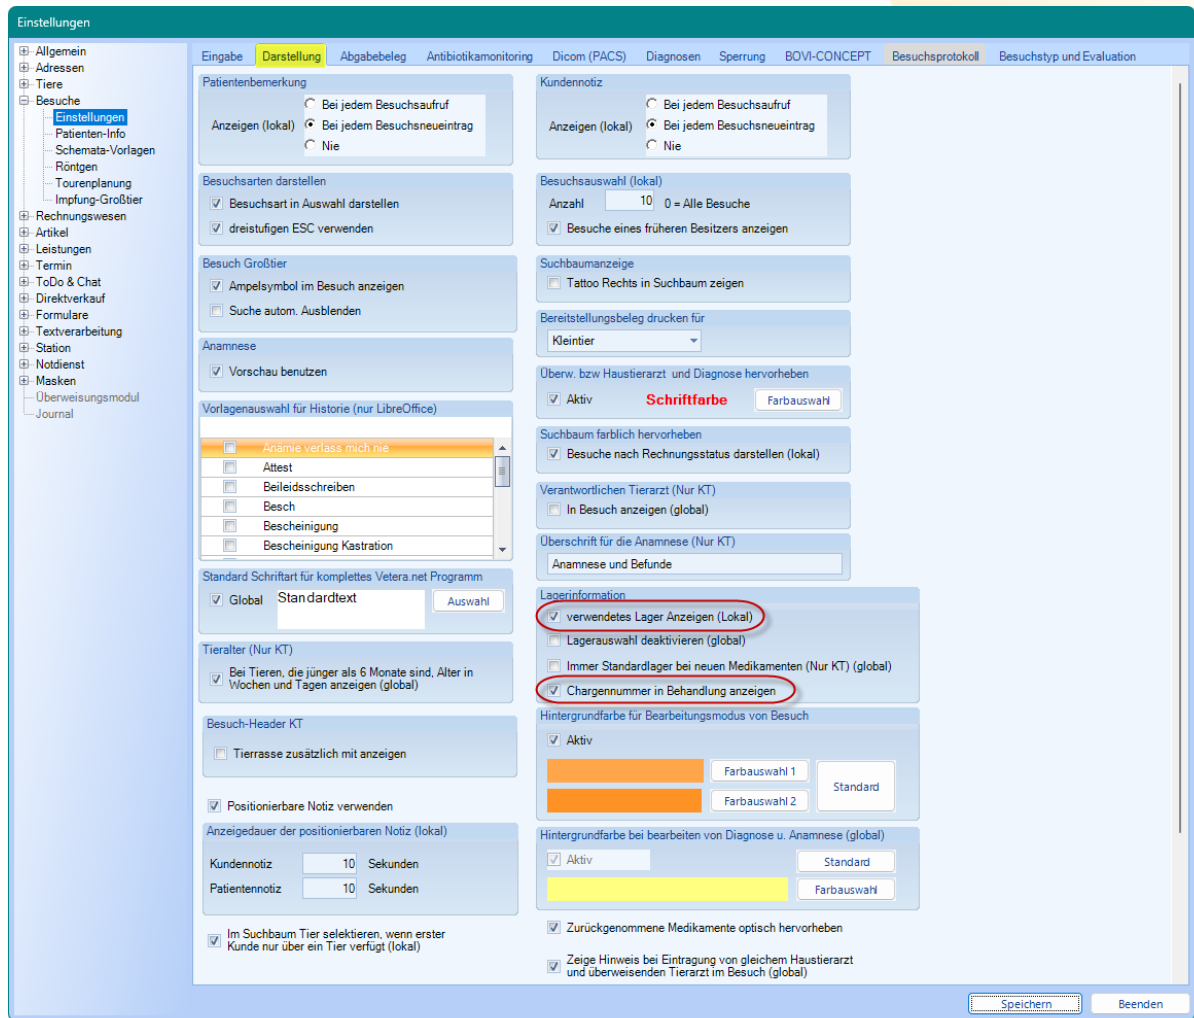 Einstellungen
Allgemein
Adressen
Tiere
Besuche
Einstellungen
Patienten-Info
Schemata-Vorlagen
Röntgen
Tourenplanung
Impfung-Großtier
Rechnungswesen
Artikel
Leistungen
Termin
ToDo & Chat
Direktverkauf
Formulare
Textverarbeitung
Station
Notdienst
Masken
Überweisungsmodul
Journal
Eingabe Darstellung Abgabebeleg Antibiotikamonitoring Dicom (PACS) Diagnosen Sperrung BOVI-CONCEPT Besuchsprotokoll Besuchstyp und Evaluation
Patientenbemerkung
Bei jedem Besuchsaufruf
Anzeigen (lokal) Bei jedem Besuchsneueintrag
Nie
Besuchsarten darstellen
Besuchsart in Auswahl darstellen
dreistufigen ESC verwenden
Besuch Großtier
Ampelsymbol im Besuch anzeigen
Suche autom. Ausblenden
Anamnese
Vorschau benutzen
Vorlagenauswahl für Historie (nur LibreOffice)
Anämie verlass mich nie
Attest
Beileidsschreiben
Besch
Bescheinigung
Bescheinigung Kastration
Standard Schriftart für komplettes Vetera.net Programm
Global Standardtext Auswahl
Tieralter (Nur KT)
Bei Tieren, die jünger als 6 Monate sind, Alter in
Wochen und Tagen anzeigen (global)
Besuch-Header KT
Tierrasse zusätzlich mit anzeigen
Positionierbare Notiz verwenden
Anzeigedauer der positionierbaren Notiz (lokal)
Kundennotiz 10 Sekunden
Patientennotiz 10 Sekunden
Im Suchbaum Tier selektieren, wenn erster
Kunde nur über ein Tier verfügt (lokal)
Kundennotiz
Bei jedem Besuchsaufruf
Anzeigen (lokal) Bei jedem Besuchsneueintrag
Nie
Besuchsauswahl (lokal)
Anzahl 10 0 = Alle Besuche
Besuche eines früheren Besitzers anzeigen
Suchbaumanzeige
Tattoo Rechts in Suchbaum zeigen
Bereitstellungsbeleg drucken für
Kleintier
Überw. bzw Haustierarzt und Diagnose hervorheben
Aktiv Schriftfarbe Farbauswahl
Suchbaum farblich hervorheben
Besuche nach Rechnungsstatus darstellen (lokal)
Verantwortlichen Tierarzt (Nur KT)
In Besuch anzeigen (global)
Überschrift für die Anamnese (Nur KT)
Anamnese und Befunde
Lagerinformation
verwendetes Lager Anzeigen (Lokal)
Lagerauswahl deaktivieren (global)
Immer Standardlager bei neuen Medikamenten (Nur KT) (global)
Chargennummer in Behandlung anzeigen
Hintergrundfarbe für Bearbeitungsmodus von Besuch
Aktiv
Farbauswahl 1
Standard
Farbauswahl 2
Hintergrundfarbe bei bearbeiten von Diagnose u. Anamnese (global)
Aktiv Standard
Farbauswahl
Zurückgenommene Medikamente optisch hervorheben
Zeige Hinweis bei Eintragung von gleichem Haustierarzt
und überweisenden Tierarzt im Besuch (global)
Speichern Beenden